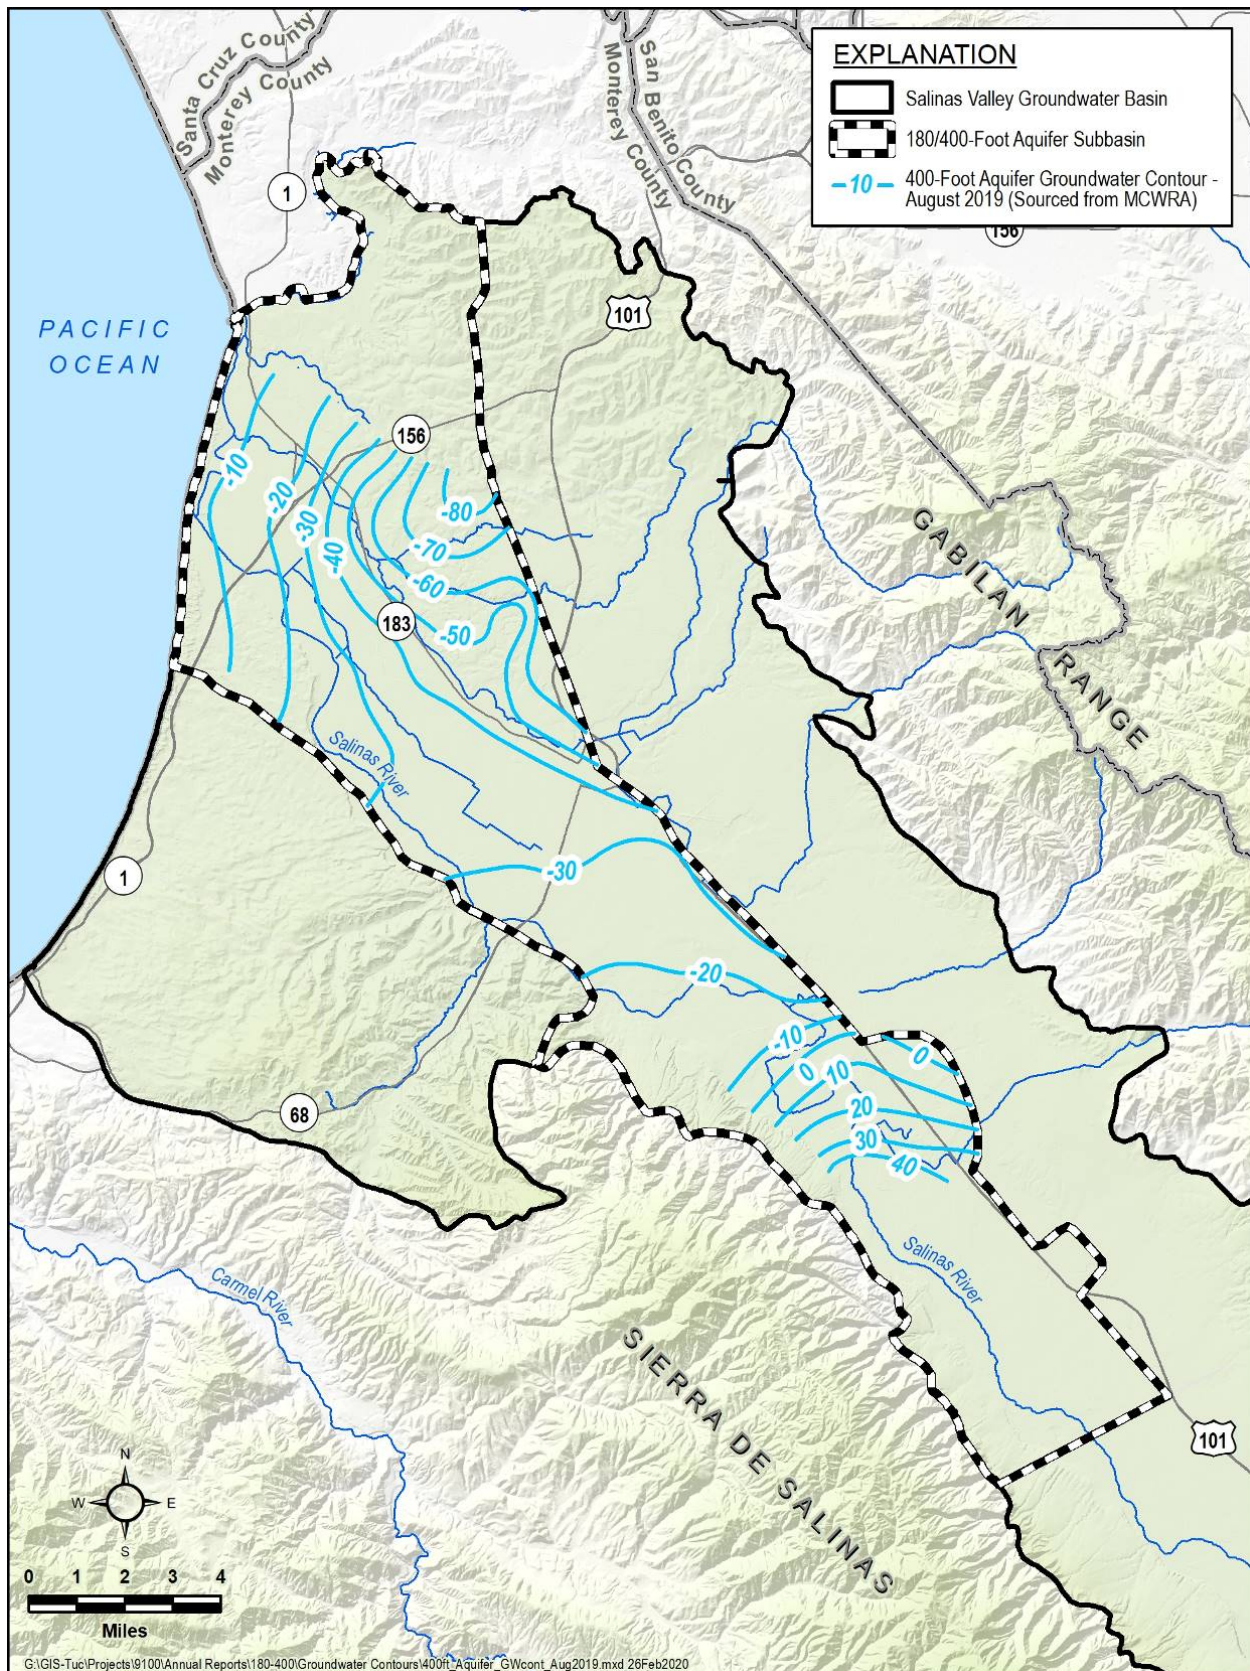 EXPLANATION
Salinas Valley Groundwater Basin
180/400-Foot Aquifer Subbasin
-10
400-Foot Aquifer Groundwater Contour -
August 2019 (Sourced from MCWRA)
Santa Cruz County
Monterey County
San Benito County
Monterey County
156
1
101
PACIFIC
OCEAN
156
-10
-20
-30
-40
-80
-70
-60
-50
183
GABILAN
RANGE
Salinas River
1
-30
-20
-10
0
0
10
20
30
40
68
Salinas River
Carmel River
SIERRA DE SALINAS
101
N
W
E
S
0 1 2 3 4
Miles
G:\GIS-Tuc\Projects\9100\Annual Reports\180-400\Groundwater Contours\400ft_Aquifer_GWcont_Aug2019.mxd 26Feb2020